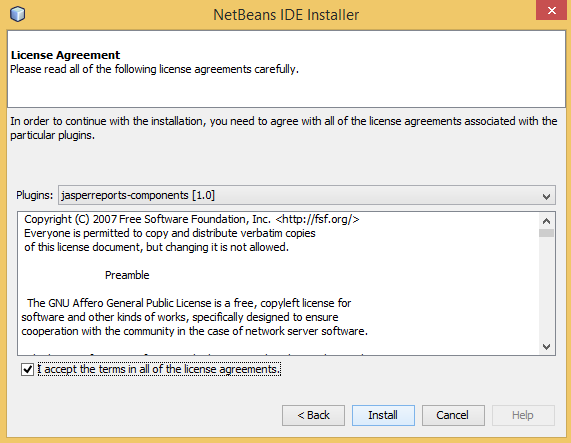 NetBeans IDE Installer
License Agreement
Please read all of the following license agreements carefully.
In order to continue with the installation, you need to agree with all of the license agreements associated with the
particular plugins.
Plugins: jasperreports-components [1.0]
Copyright (C) 2007 Free Software Foundation, Inc. <http://fsf.org/>
Everyone is permitted to copy and distribute verbatim copies
of this license document, but changing it is not allowed.
Preamble
The GNU Affero General Public License is a free, copyleft license for
software and other kinds of works, specifically designed to ensure
cooperation with the community in the case of network server software.
I accept the terms in all of the license agreements.
< Back Install Cancel Help